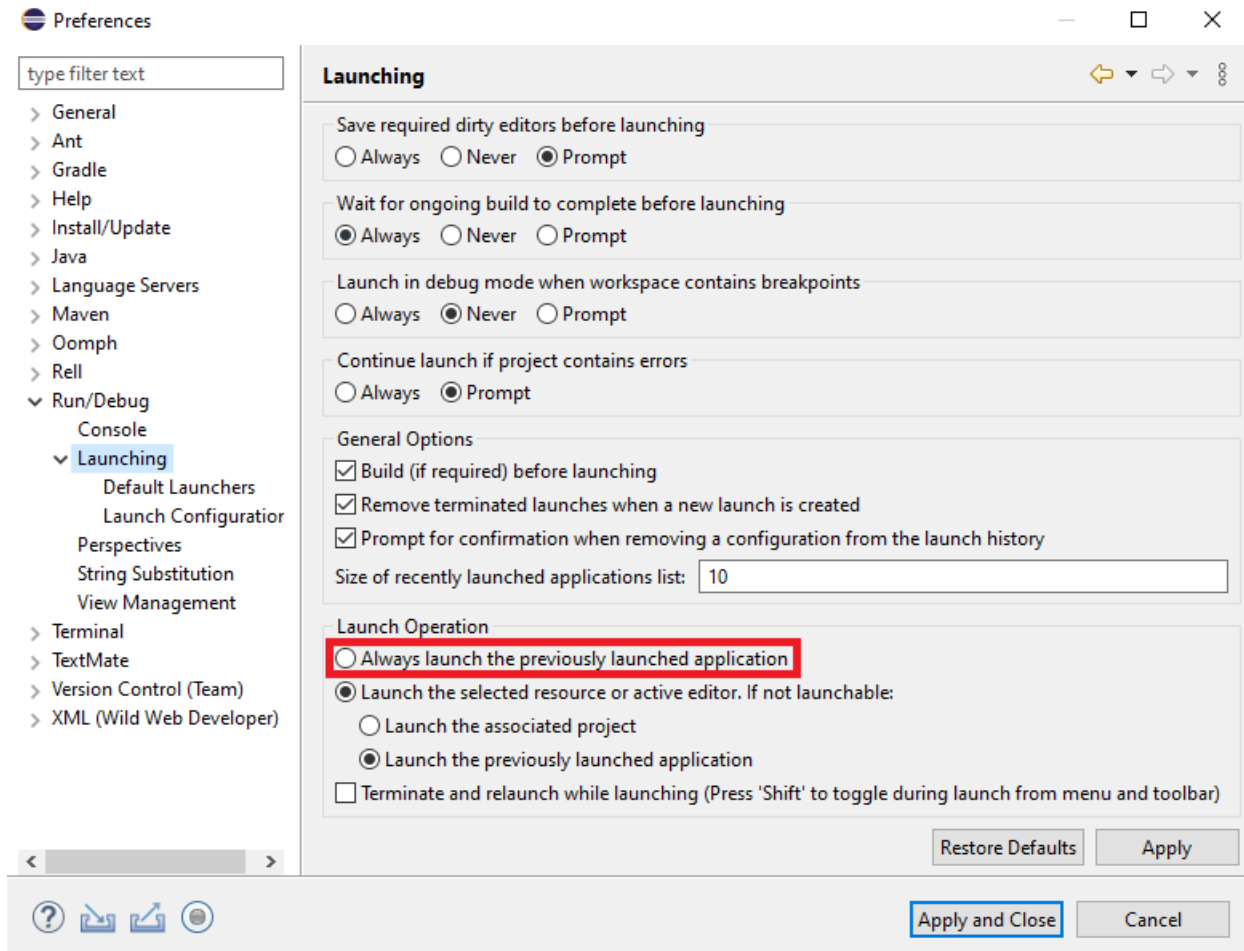 Preferences
type filter text
General
Ant
Gradle
Help
Install/Update
Java
Language Servers
Maven
Oomph
Rell
Run/Debug
Console
Launching
Default Launchers
Launch Configuration
Perspectives
String Substitution
View Management
Terminal
TextMate
Version Control (Team)
XML (Wild Web Developer)
Launching
Save required dirty editors before launching
Always Never Prompt
Wait for ongoing build to complete before launching
Always Never Prompt
Launch in debug mode when workspace contains breakpoints
Always Never Prompt
Continue launch if project contains errors
Always Prompt
General Options
Build (if required) before launching
Remove terminated launches when a new launch is created
Prompt for confirmation when removing a configuration from the launch history
Size of recently launched applications list: 10
Launch Operation
Always launch the previously launched application
Launch the selected resource or active editor. If not launchable:
Launch the associated project
Launch the previously launched application
Terminate and relaunch while launching (Press 'Shift' to toggle during launch from menu and toolbar)
Restore Defaults Apply
Apply and Close Cancel